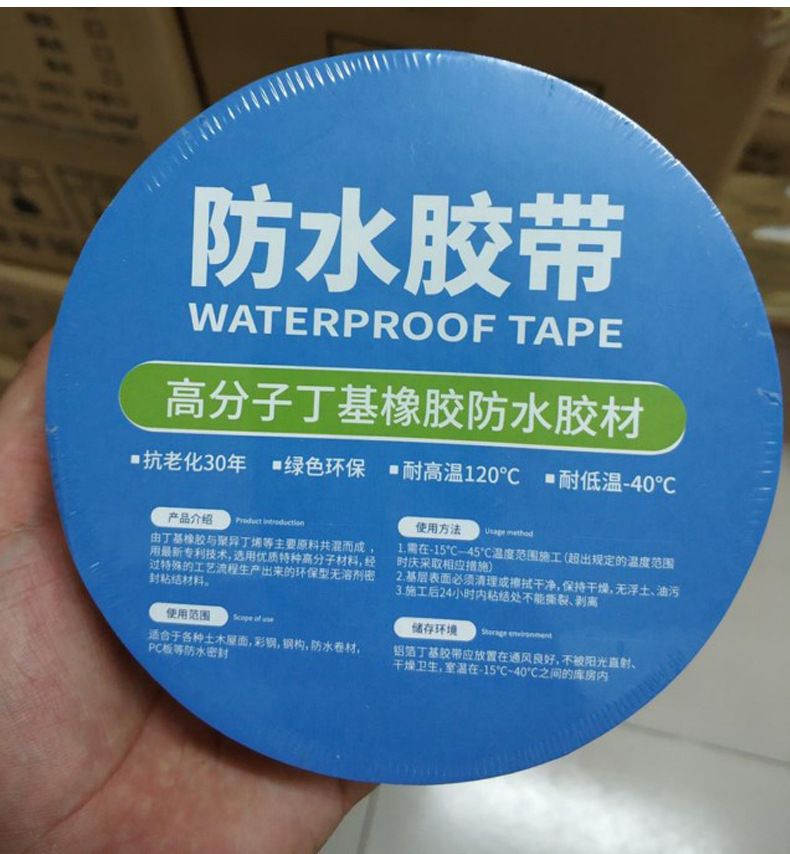 防水胶带
WATERPROOF TAPE
高分子丁基橡胶防水胶材
▪抗老化30年 ▪绿色环保 ▪耐高温120℃ ▪耐低温-40℃
产品介绍 Product introduction
由丁基橡胶与聚异丁烯等主要原料共混而成，
用最新专利技术，选用优质特种高分子材料，经
过特殊的工艺流程生产出来的环保型无溶剂密
封粘结材料。
使用范围 Scope of use
适合于各种土木屋面，彩钢，钢构，防水卷材，
PC板等防水密封
使用方法 Usage method
1.需在-15℃—45℃温度范围施工（超出规定的温度范围
时庆采取相应措施）
2.基层表面必须清理或擦拭干净，保持干燥，无浮土、油污
3.施工后24小时内粘结处不能撕裂、剥离
储存环境 Storage environment
铝箔丁基胶带应放置在通风良好，不被阳光直射、
干燥卫生，室温在-15℃~40℃之间的库房内